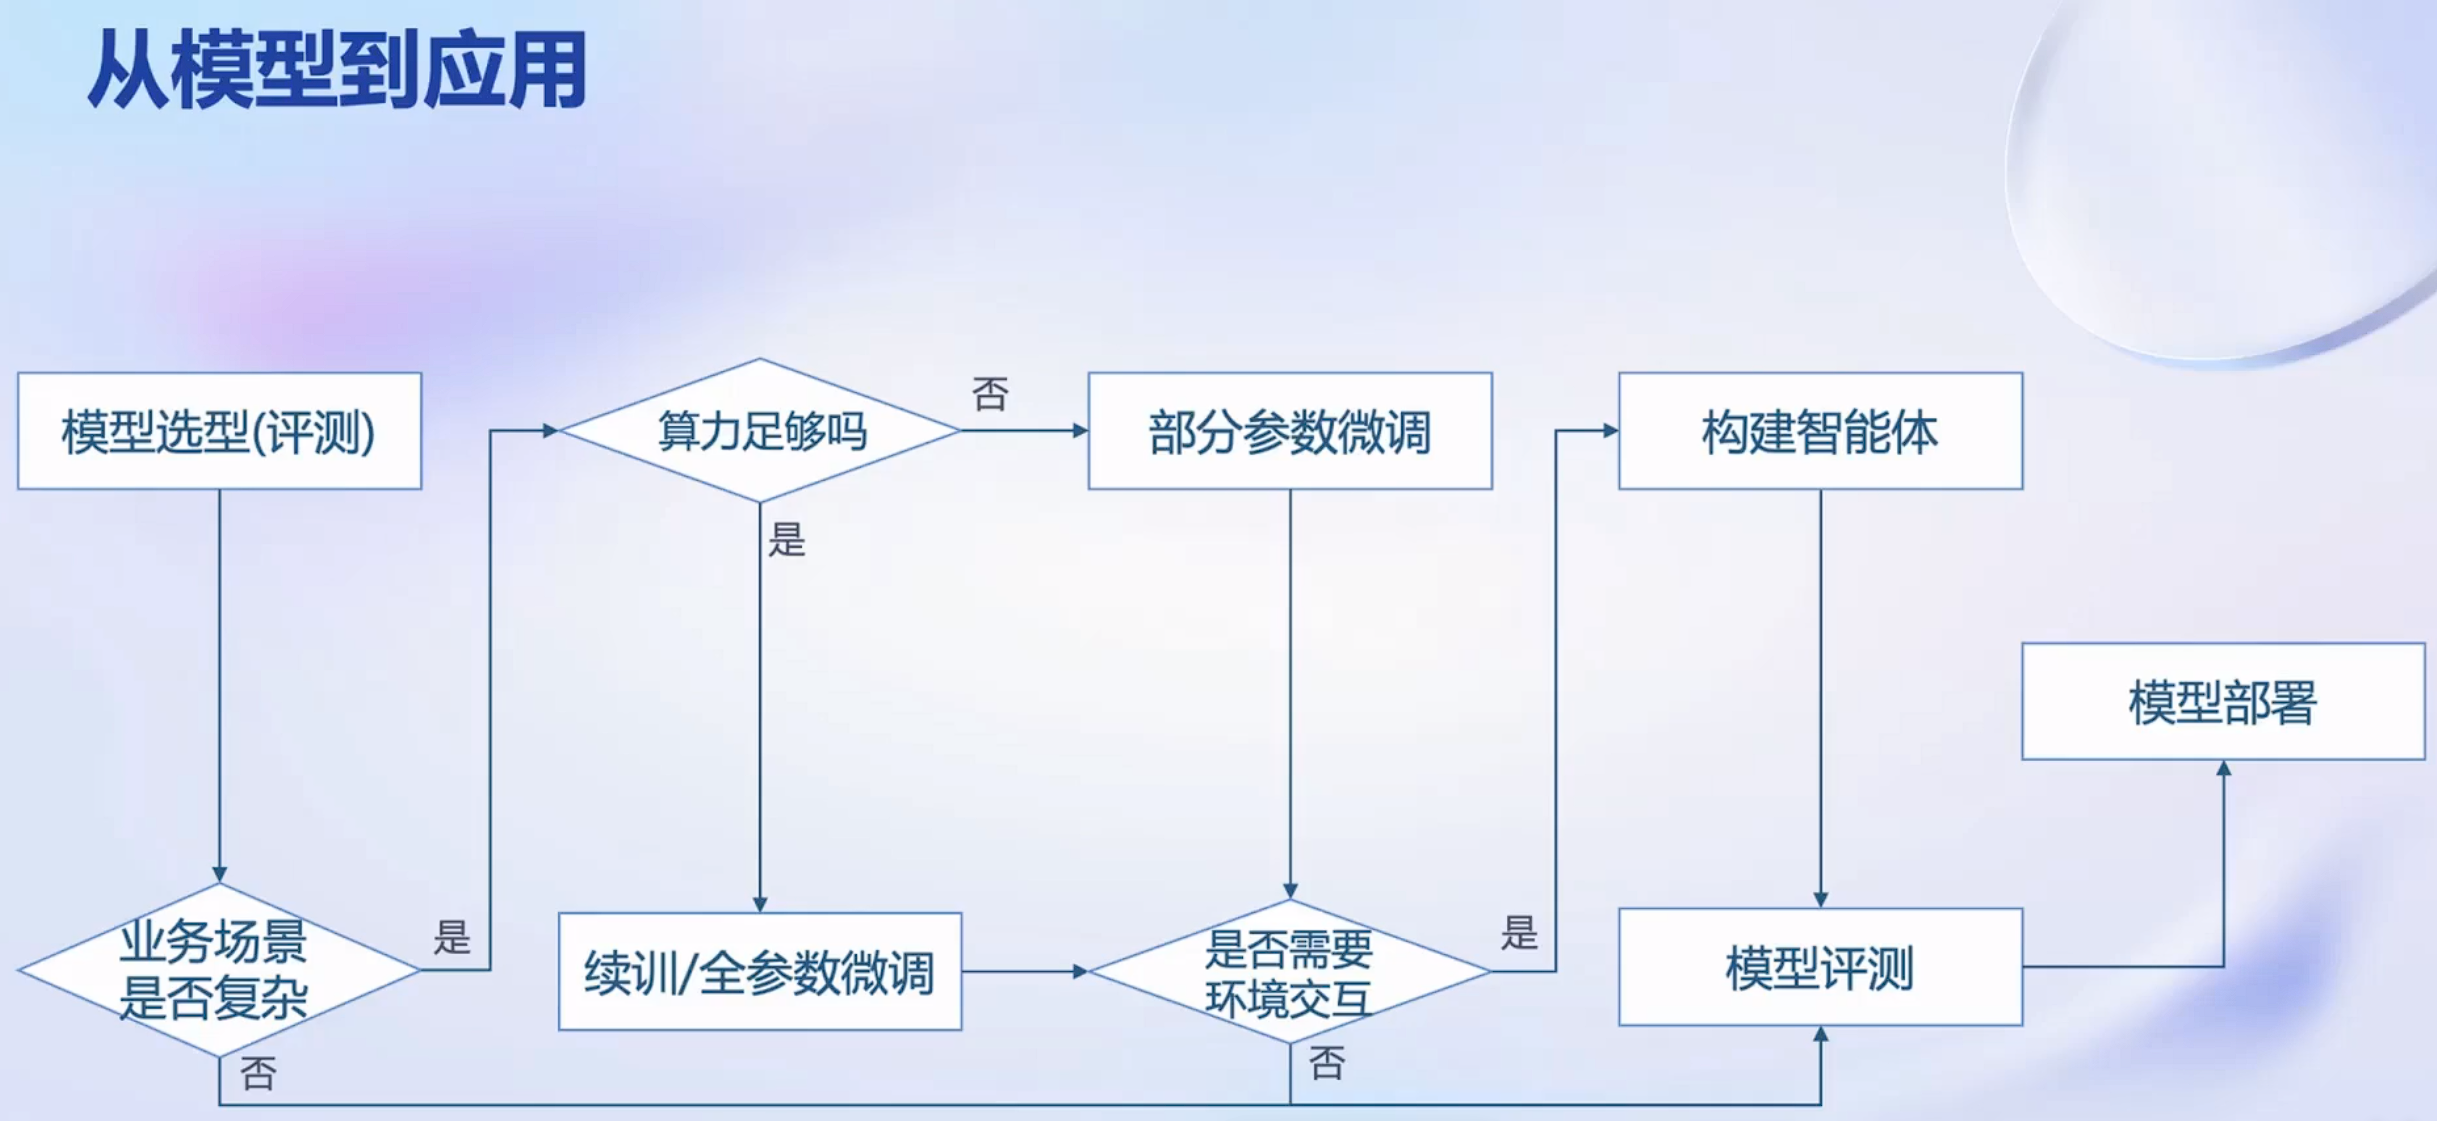 从模型到应用
模型选型(评测)
算力足够吗
否
部分参数微调
构建智能体
是
模型部署
业务场景
是否复杂
是
续训/全参数微调
是否需要
环境交互
是
模型评测
否
否